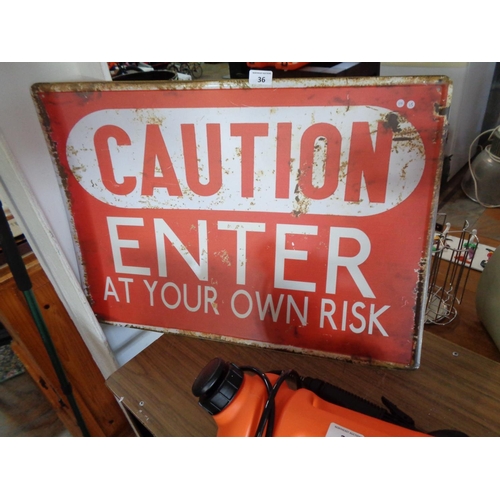 36
CAUTION
ENTER
AT YOUR OWN RISK